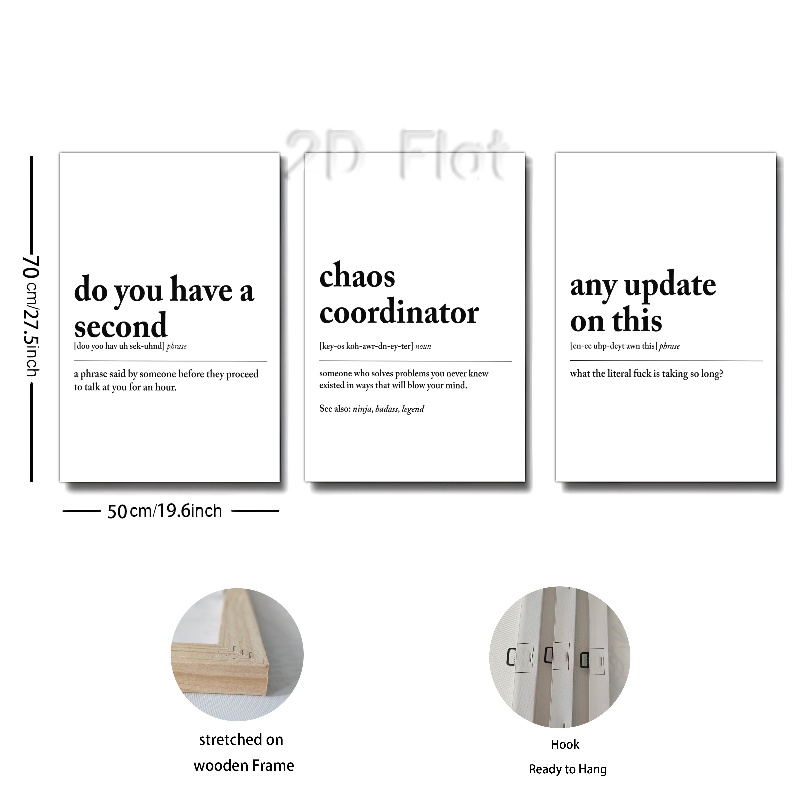 2D Flat
do you have a
second
[doo yoo hav uh sek-uhnd] phrase
a phrase said by someone before they proceed
to talk at you for an hour.
chaos
coordinator
[key-os koh-awr-dn-ey-ter] noun
someone who solves problems you never knew
existed in ways that will blow your mind.
See also: ninja, badass, legend
any update
on this
[en-ee uhp-deyt awn this] phrase
what the literal fuck is taking so long?
70 cm/27.5inch
50cm/19.6inch
stretched on
wooden Frame
Hook
Ready to Hang